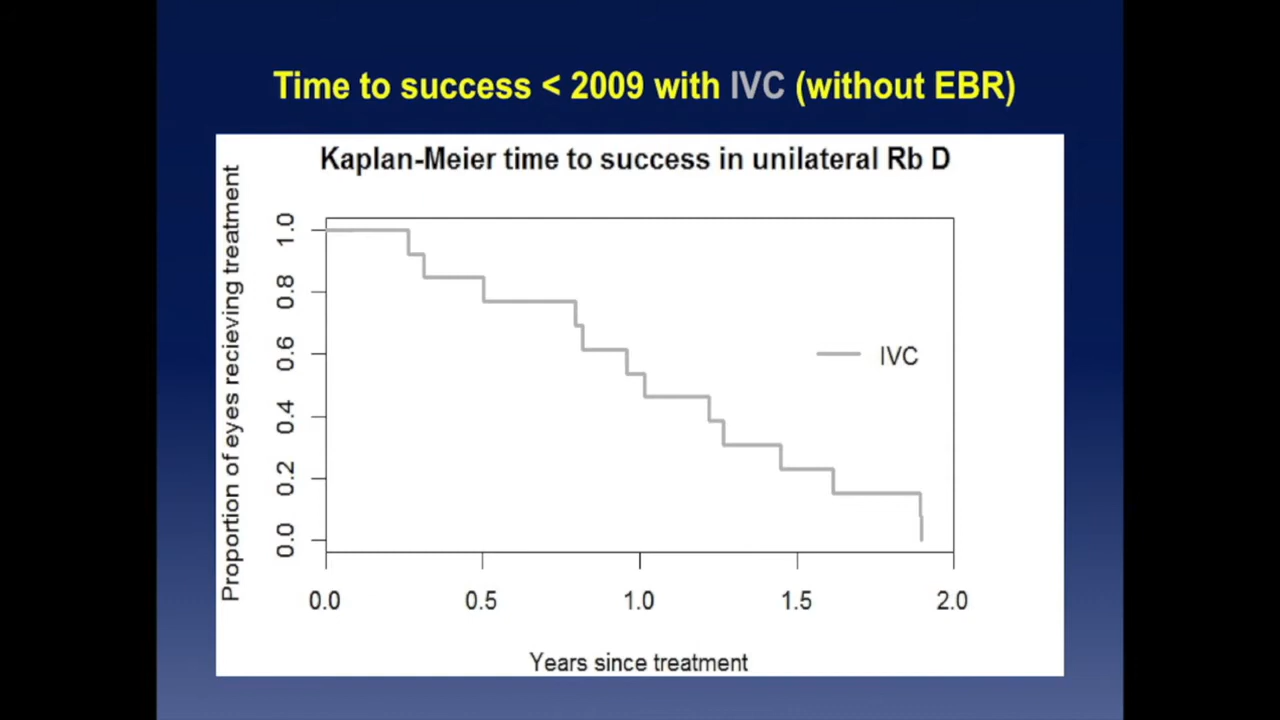 Time to success < 2009 with IVC (without EBR)
Kaplan-Meier time to success in unilateral Rb D
Proportion of eyes recieving treatment
1.0
0.8
0.6
0.4
0.2
0.0
IVC
0.0 0.5 1.0 1.5 2.0
Years since treatment